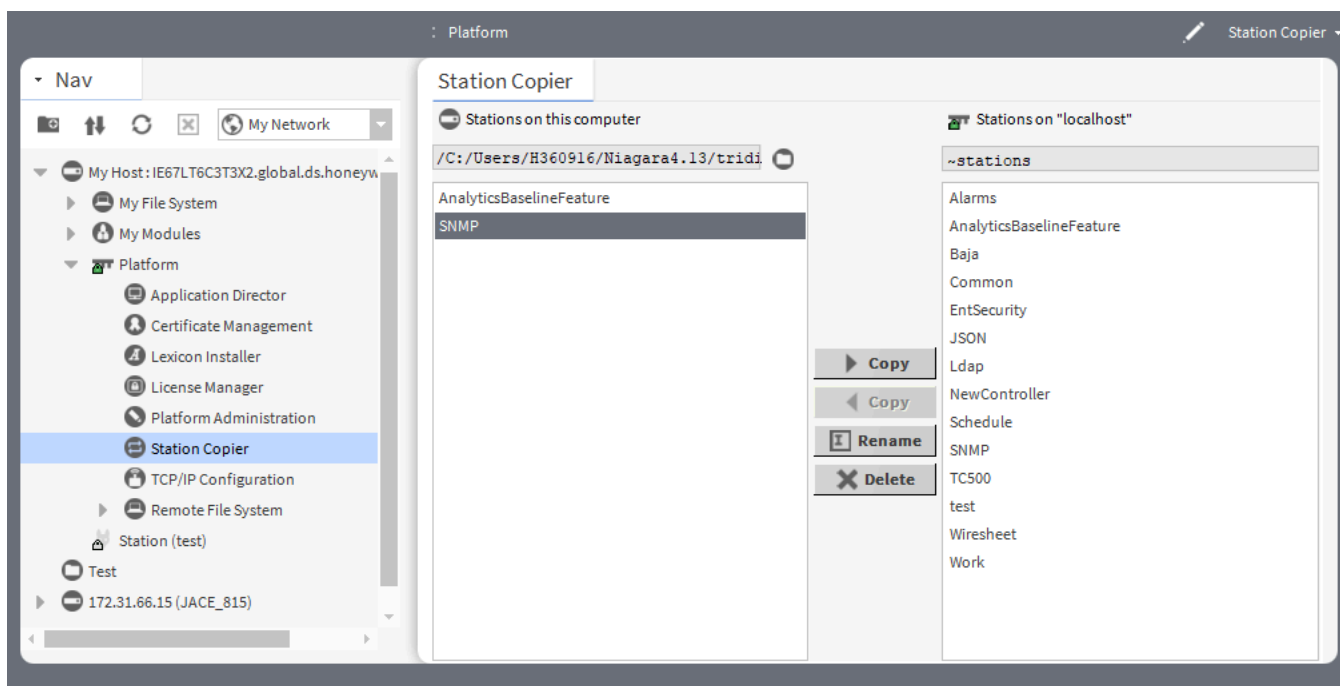 : Platform
Station Copier
Nav
My Network
My Host : IE67LT6C3T3X2.global.ds.honeyw
My File System
My Modules
Platform
Application Director
Certificate Management
Lexicon Installer
License Manager
Platform Administration
Station Copier
TCP/IP Configuration
Remote File System
Station (test)
Test
172.31.66.15 (JACE_815)
Station Copier
Stations on this computer
/C:/Users/H360916/Niagara4.13/tridi
AnalyticsBaselineFeature
SNMP
Copy
Copy
Rename
Delete
Stations on "localhost"
~stations
Alarms
AnalyticsBaselineFeature
Baja
Common
EntSecurity
JSON
Ldap
NewController
Schedule
SNMP
TC500
test
Wiresheet
Work